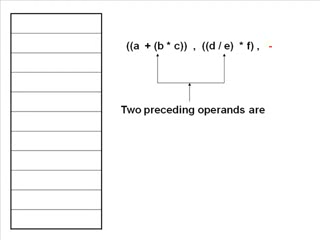 ((a + (b * c)) , ((d / e) * f) , -
Two preceding operands are